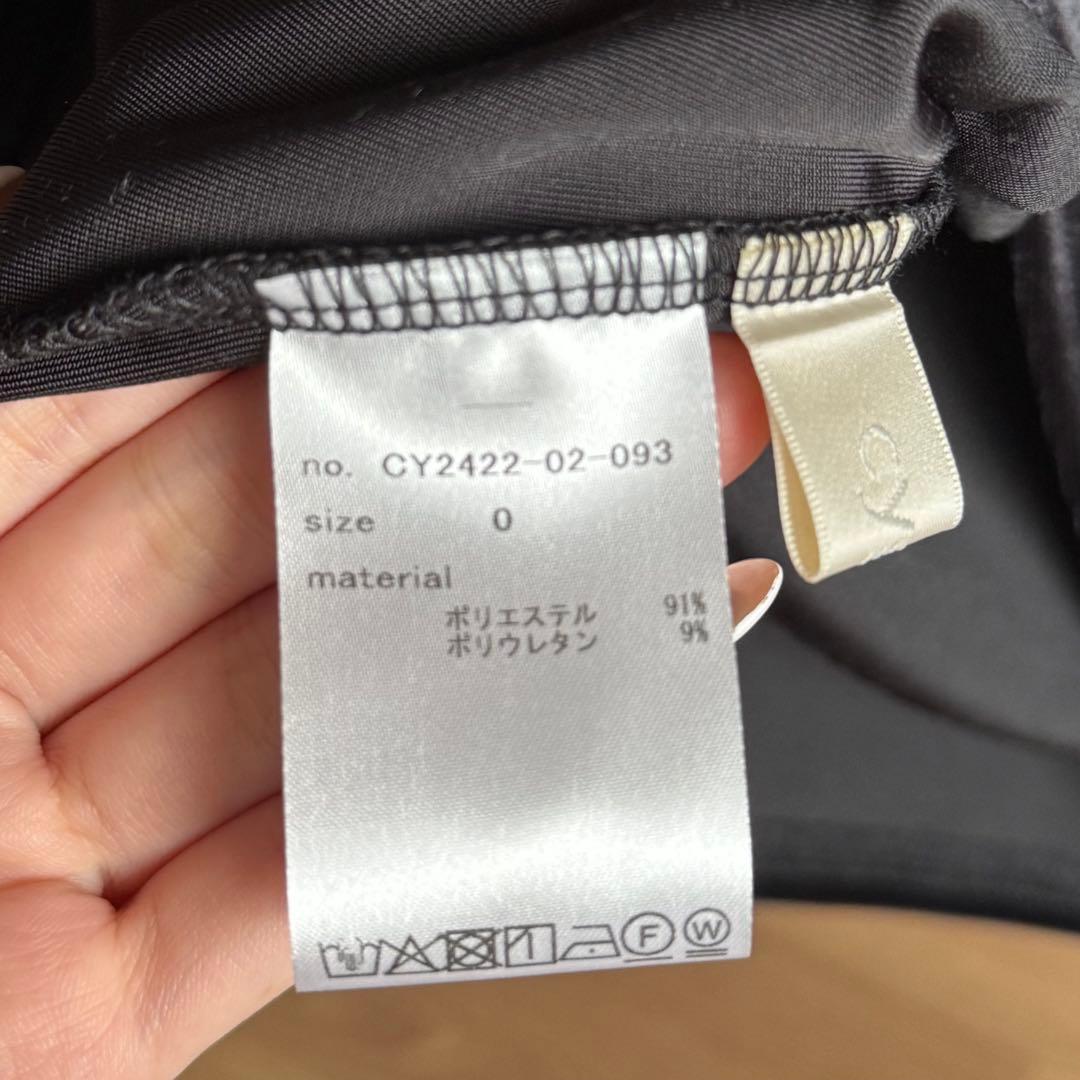 no. CY2422-02-093
size 0
material
ポリエステル 91%
ポリウレタン 9%
F W
CY